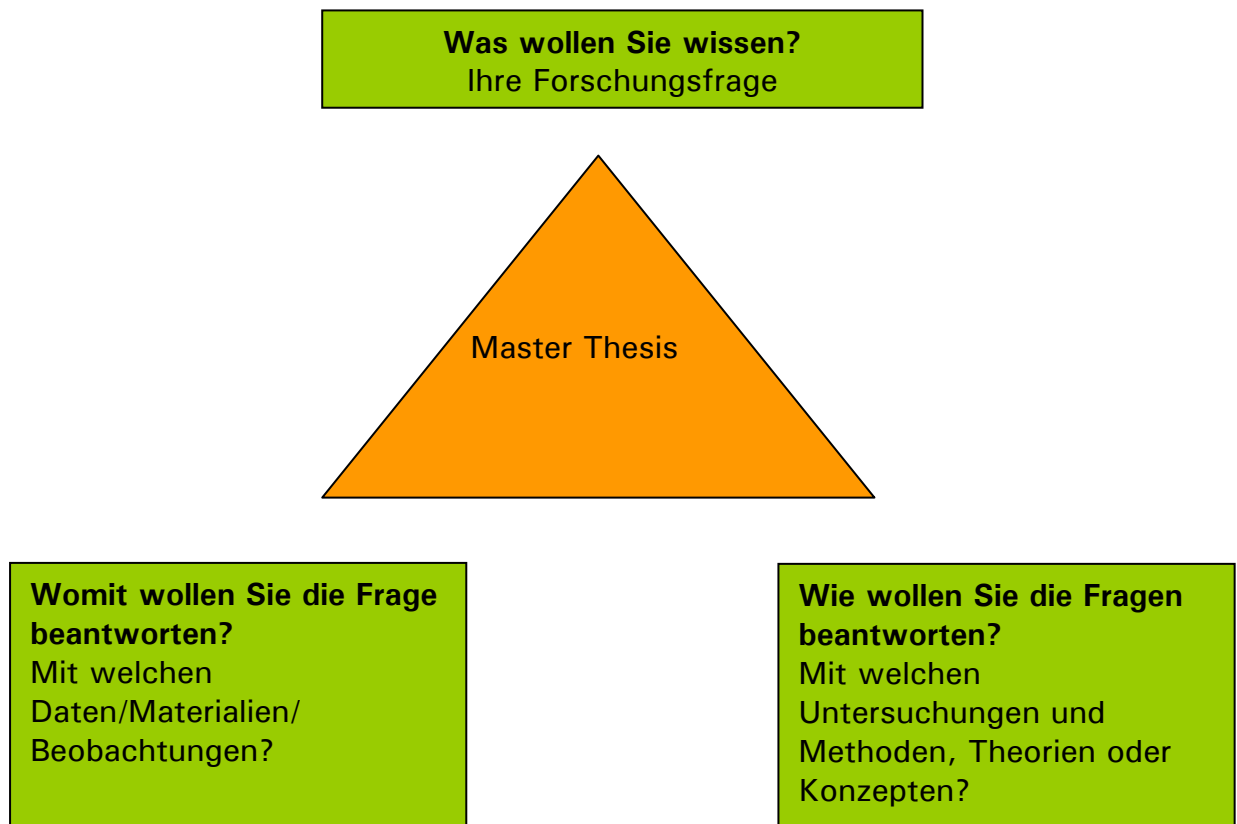 Was wollen Sie wissen?
Ihre Forschungsfrage
Master Thesis
Womit wollen Sie die Frage
beantworten?
Mit welchen
Daten/Materialien/
Beobachtungen?
Wie wollen Sie die Fragen
beantworten?
Mit welchen
Untersuchungen und
Methoden, Theorien oder
Konzepten?